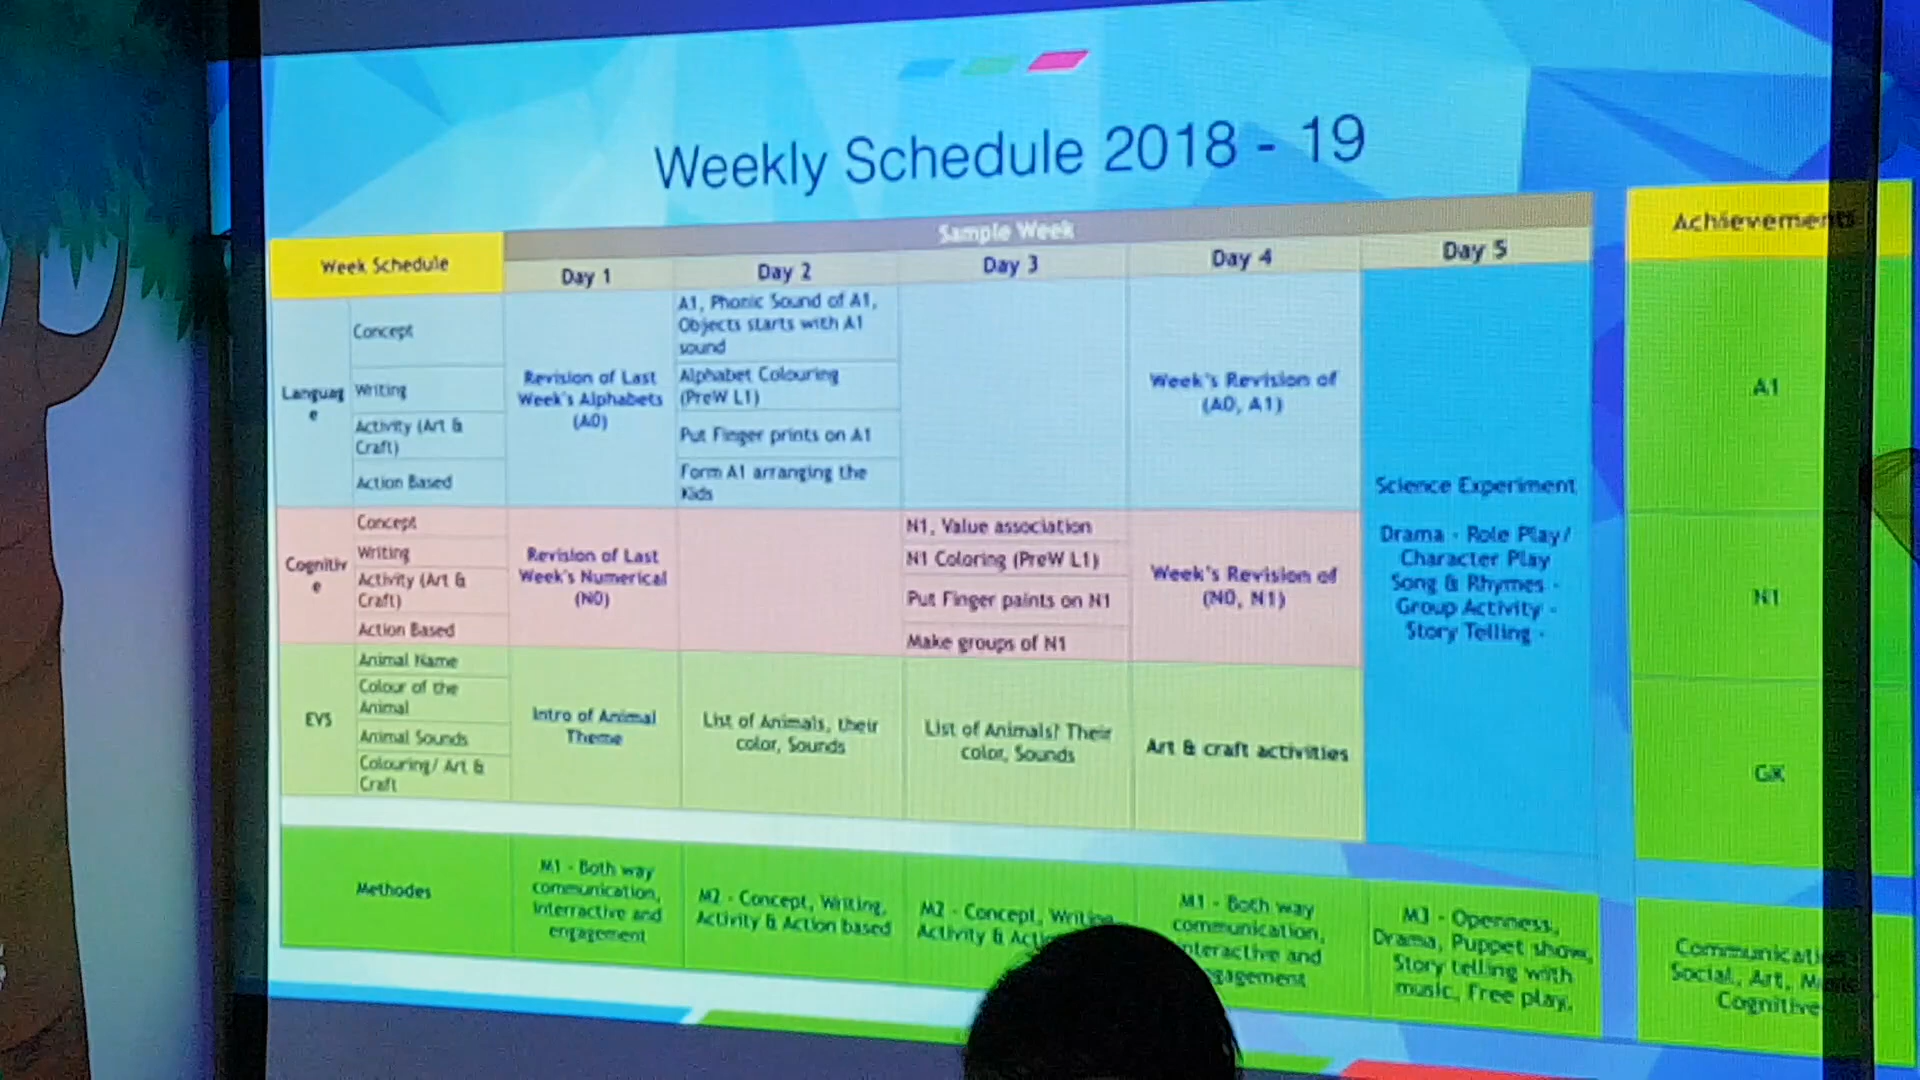 Weekly Schedule 2018 - 19
Week Schedule
Sample Week
Achievements
Day 1
Day 2
Day 3
Day 4
Day 5
Languag
e
Concept
Writing
Activity (Art &
Craft)
Action Based
Revision of Last
Week's Alphabets
(A0)
A1, Phonic Sound of A1,
Objects starts with A1
sound
Alphabet Colouring
(PreW L1)
Put Finger prints on A1
Form A1 arranging the
Kids
Week's Revision of
(A0, A1)
A1
Cognitiv
e
Concept
Writing
Activity (Art &
Craft)
Action Based
Revision of Last
Week's Numerical
(N0)
N1, Value association
N1 Coloring (PreW L1)
Put Finger paints on N1
Make groups of N1
Week's Revision of
(N0, N1)
Science Experiment
Drama - Role Play/
Character Play
Song & Rhymes -
Group Activity -
Story Telling -
N1
EVS
Animal Name
Colour of the
Animal
Animal Sounds
Colouring/ Art &
Craft
Intro of Animal
Theme
List of Animals, their
color, Sounds
List of Animals! Their
color, Sounds
Art & craft activities
GK
Methodes
M1 - Both way
communication,
Interractive and
engagement
M2 - Concept, Writing,
Activity & Action based
M2 - Concept, Writing,
Activity &
M1 - Both way
communication,
nteractive and
gagement
M3 - Openness,
Drama, Puppet show,
Story telling with
music, Free play,
Communicati
Social, Art, M
Cognitive